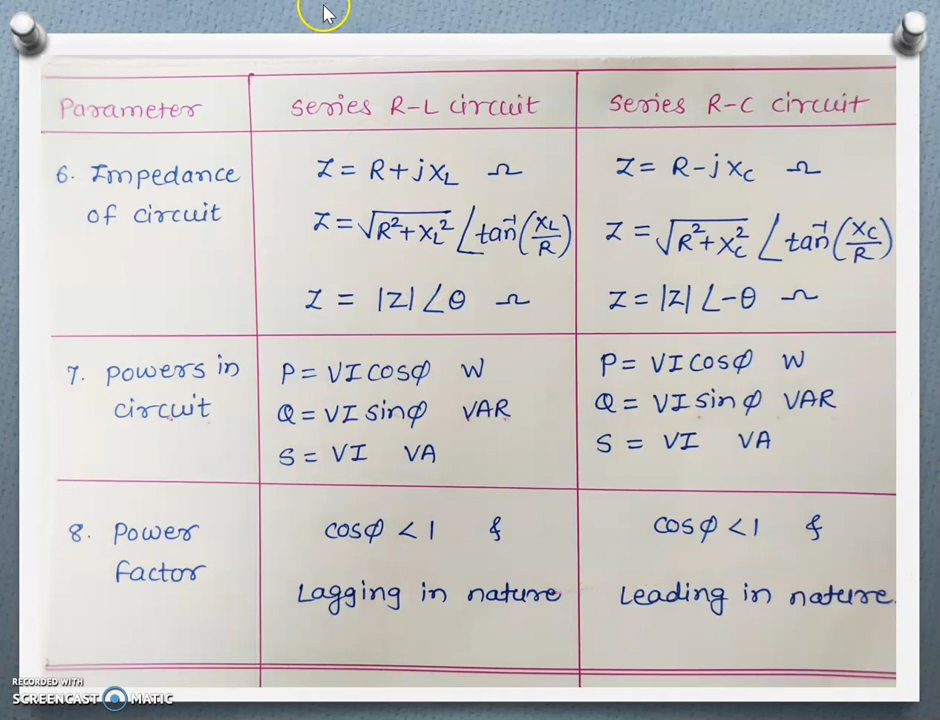 Parameter Series R-L circuit Series R-C circuit
6. Impedance of circuit
Z = R+jXL Ω
Z = √R²+XL² ∠tan⁻¹(XL/R)
Z = |Z| ∠θ Ω
Z = R-jXC Ω
Z = √R²+XC² ∠tan⁻¹(XC/R)
Z = |Z| ∠-θ Ω
7. Powers in
circuit
P = VI cosϕ W
Q = VI sinϕ VAR
S = VI VA
P = VI cosϕ W
Q = VI sinϕ VAR
S = VI VA
8. Power
factor
cosϕ < 1 &
Lagging in nature
cosϕ < 1 &
Leading in nature.
RECORDED WITH
SCREENCAST MATIC